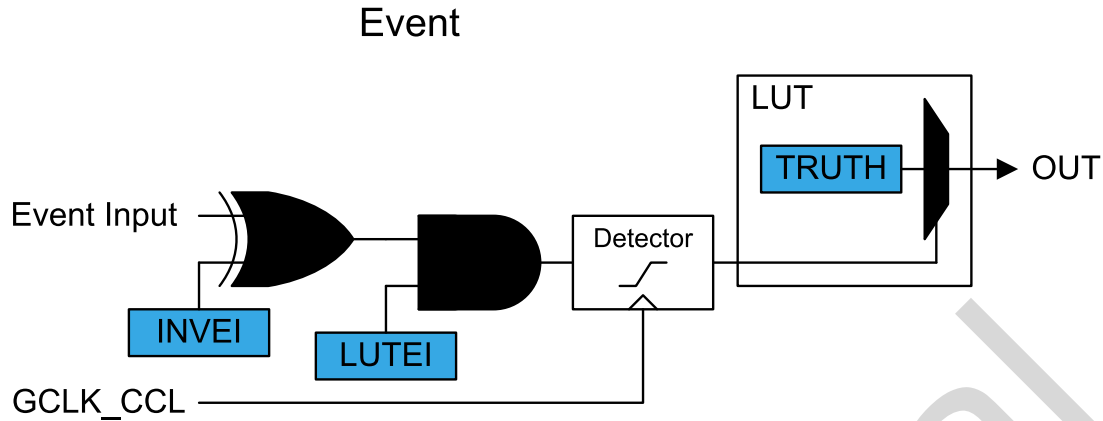 Event
LUT
TRUTH
OUT
Event Input
Detector
INVEI
LUTEI
GCLK_CCL